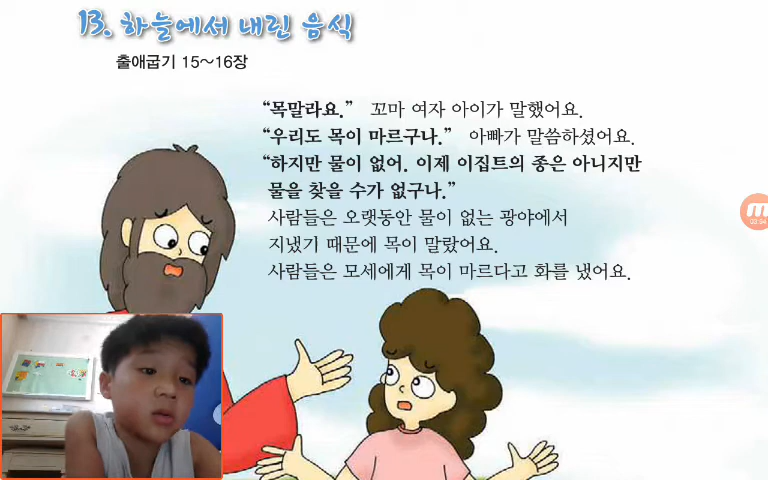 13. 하늘에서 내린 음식
출애굽기 15~16장
“목말라요.” 꼬마 여자 아이가 말했어요.
“우리도 목이 마르구나.” 아빠가 말씀하셨어요.
“하지만 물이 없어. 이제 이집트의 종은 아니지만
물을 찾을 수가 없구나.”
사람들은 오랫동안 물이 없는 광야에서
지냈기 때문에 목이 말랐어요.
사람들은 모세에게 목이 마르다고 화를 냈어요.